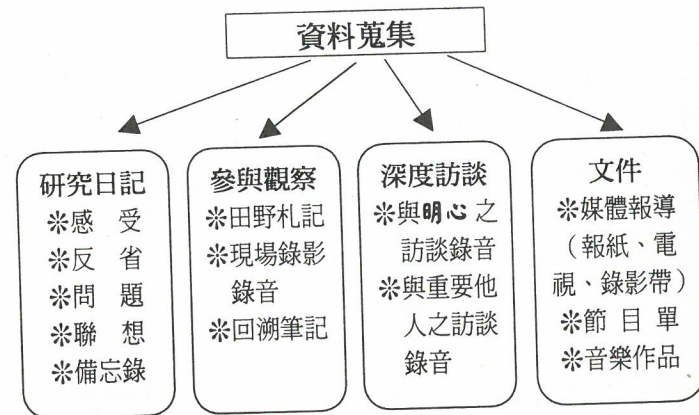 資料蒐集
研究日記
※感 受
※反 省
※問 題
※聯 想
※備忘錄
參與觀察
※田野札記
※現場錄影
錄音
※回溯筆記
深度訪談
※與明心之
訪談錄音
※與重要他
人之訪談
錄音
文件
※媒體報導
（報紙、電
視、錄影帶）
※節 目 單
※音樂作品